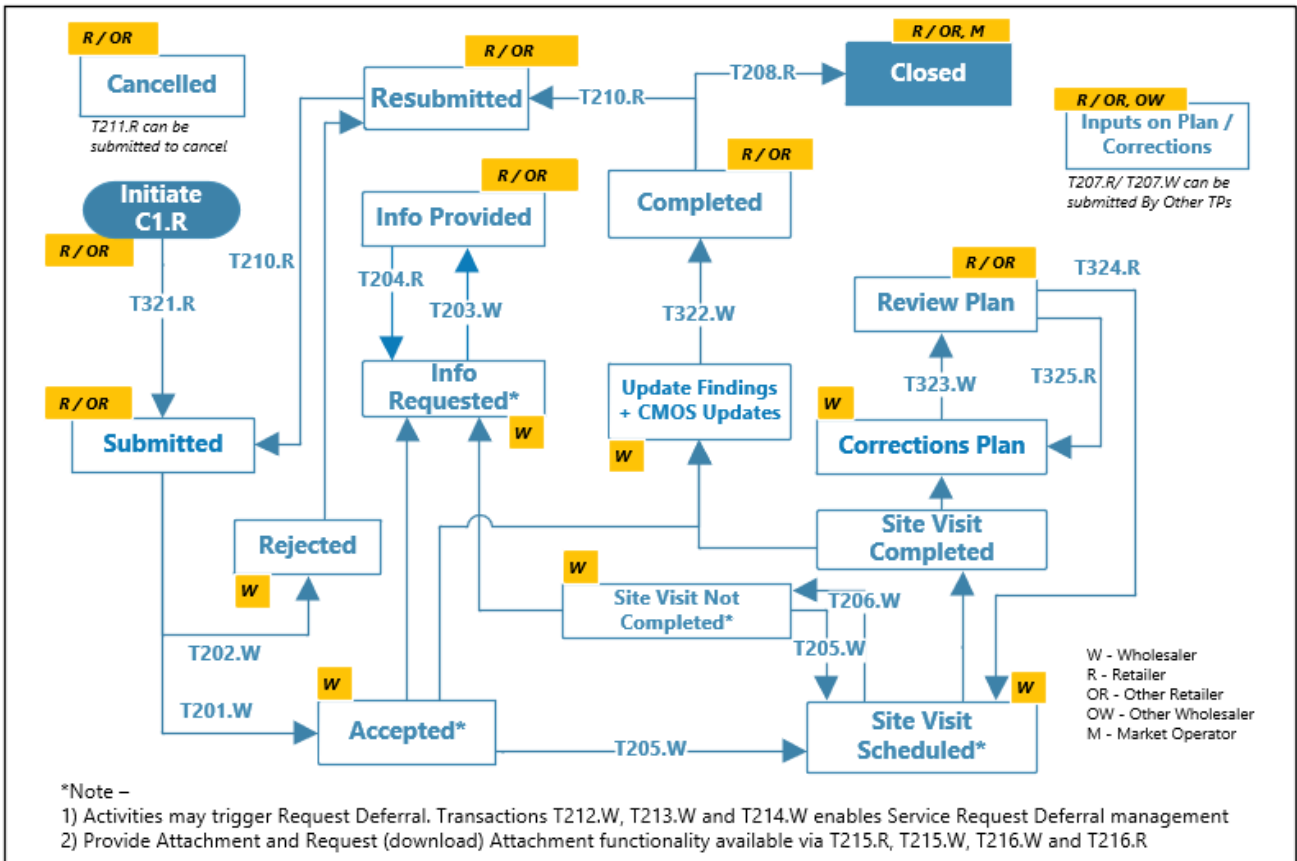 R / OR
Cancelled
T211.R can be
submitted to cancel
R / OR
Resubmitted
T210.R
T208.R
R / OR, M
Closed
R / OR, OW
Inputs on Plan /
Corrections
T207.R/ T207.W can be
submitted By Other TPs
Initiate
C1.R
R / OR
T321.R
T210.R
R / OR
Info Provided
T204.R
T203.W
R / OR
Completed
T322.W
R / OR
Review Plan
T324.R
T323.W
T325.R
Info
Requested*
W
Update Findings
+ CMOS Updates
W
W
Corrections Plan
R / OR
Submitted
Rejected
W
Site Visit
Completed
W
Site Visit Not
Completed*
T206.W
T205.W
T202.W
T201.W
W
Accepted*
T205.W
W
Site Visit
Scheduled*
W - Wholesaler
R - Retailer
OR - Other Retailer
OW - Other Wholesaler
M - Market Operator
*Note –
1) Activities may trigger Request Deferral. Transactions T212.W, T213.W and T214.W enables Service Request Deferral management
2) Provide Attachment and Request (download) Attachment functionality available via T215.R, T215.W, T216.W and T216.R